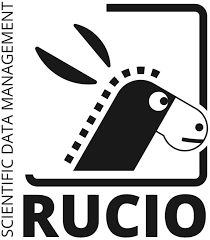 SCIENTIFIC DATA MANAGEMENT
RUCIO